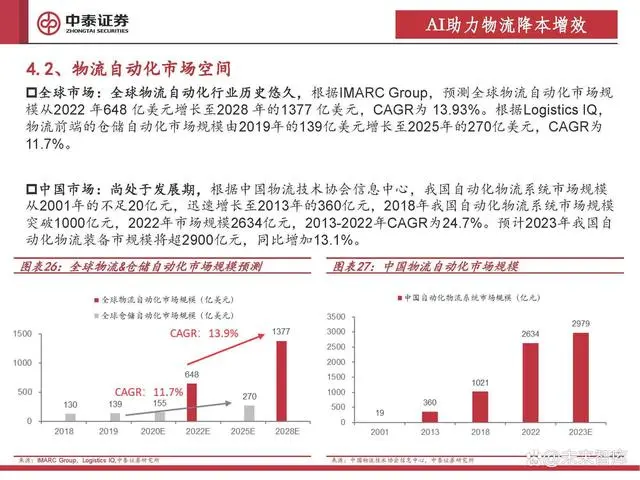 中泰证券
ZHONGTAI SECURITIES
AI助力物流降本增效
4.2、物流自动化市场空间
全球市场：全球物流自动化行业历史悠久，根据IMARC Group，预测全球物流自动化市场规
模从2022 年648 亿美元增长至2028 年的1377 亿美元，CAGR为 13.93%。根据Logistics IQ，
物流前端的仓储自动化市场规模由2019年的139亿美元增长至2025年的270亿美元，CAGR为
11.7%。
中国市场：尚处于发展期，根据中国物流技术协会信息中心，我国自动化物流系统市场规模
从2001年的不足20亿元，迅速增长至2013年的360亿元，2018年我国自动化物流系统市场规模
突破1000亿元，2022年市场规模2634亿元，2013-2022年CAGR为24.7%。预计2023年我国自
动化物流装备市规模将超2900亿元，同比增加13.1%。
图表26：全球物流&仓储自动化市场规模预测
全球物流自动化市场规模（亿美元）
全球仓储自动化市场规模（亿美元）
CAGR：13.9%
CAGR：11.7%
1500
1000
500
0
130
139
155
648
270
1377
2018
2019
2020E
2022E
2025E
2028E
来源：IMARC Group，Logistics IQ,中泰证券研究所
图表27：中国物流自动化市场规模
中国自动化物流系统市场规模（亿元）
3500
3000
2500
2000
1500
1000
500
0
19
360
1021
2634
2979
2001
2013
2018
2022
2023E
来源：中国物流技术协会信息中心，中泰证券研究所
未来智库